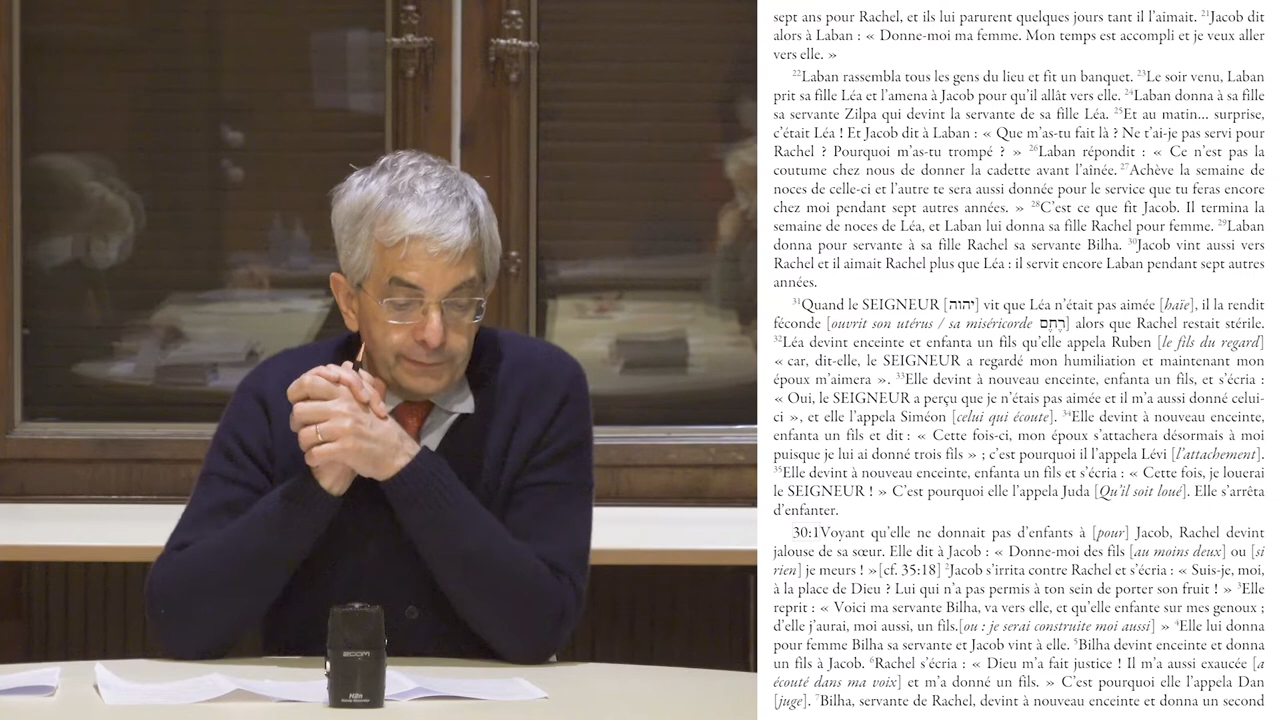 sept ans pour Rachel, et ils lui parurent quelques jours tant il l'aimait. 21Jacob dit
alors à Laban : « Donne-moi ma femme. Mon temps est accompli et je veux aller
vers elle. »
22Laban rassembla tous les gens du lieu et fit un banquet. 23Le soir venu, Laban
prit sa fille Léa et l'amena à Jacob pour qu'il allât vers elle. 24Laban donna à sa fille
sa servante Zilpa qui devint la servante de sa fille Léa. 25Et au matin... surprise,
c'était Léa ! Et Jacob dit à Laban : « Que m'as-tu fait là ? Ne t'ai-je pas servi pour
Rachel ? Pourquoi m'as-tu trompé ? » 26Laban répondit : « Ce n'est pas la
coutume chez nous de donner la cadette avant l'aînée. 27Achève la semaine de
noces de celle-ci et l'autre te sera aussi donnée pour le service que tu feras encore
chez moi pendant sept autres années. » 28C'est ce que fit Jacob. Il termina la
semaine de noces de Léa, et Laban lui donna sa fille Rachel pour femme. 29Laban
donna pour servante à sa fille Rachel sa servante Bilha. 30Jacob vint aussi vers
Rachel et il aimait Rachel plus que Léa : il servit encore Laban pendant sept autres
années.
31Quand le SEIGNEUR [יהוה] vit que Léa n'était pas aimée [haïe], il la rendit
féconde [ouvrit son utérus / sa miséricorde רֶחֶם] alors que Rachel restait stérile.
32Léa devint enceinte et enfanta un fils qu'elle appela Ruben [le fils du regard]
« car, dit-elle, le SEIGNEUR a regardé mon humiliation et maintenant mon
époux m'aimera ». 33Elle devint à nouveau enceinte, enfanta un fils, et s'écria :
« Oui, le SEIGNEUR a perçu que je n'étais pas aimée et il m'a aussi donné celui-
ci », et elle l'appela Siméon [celui qui écoute]. 34Elle devint à nouveau enceinte,
enfanta un fils et dit : « Cette fois-ci, mon époux s'attachera désormais à moi
puisque je lui ai donné trois fils » ; c'est pourquoi il l'appela Lévi [l'attachement].
35Elle devint à nouveau enceinte, enfanta un fils et s'écria : « Cette fois, je louerai
le SEIGNEUR ! » C'est pourquoi elle l'appela Juda [Qu'il soit loué]. Elle s'arrêta
d'enfanter.
30:1Voyant qu'elle ne donnait pas d'enfants à [pour] Jacob, Rachel devint
jalouse de sa sœur. Elle dit à Jacob : « Donne-moi des fils [au moins deux] ou [si
rien] je meurs ! »[cf. 35:18] 2Jacob s'irrita contre Rachel et s'écria : « Suis-je, moi,
à la place de Dieu ? Lui qui n'a pas permis à ton sein de porter son fruit ! » 3Elle
reprit : « Voici ma servante Bilha, va vers elle, et qu'elle enfante sur mes genoux ;
d'elle j'aurai, moi aussi, un fils.[ou : je serai construite moi aussi] » 4Elle lui donna
pour femme Bilha sa servante et Jacob vint à elle. 5Bilha devint enceinte et donna
un fils à Jacob. 6Rachel s'écria : « Dieu m'a fait justice ! Il m'a aussi exaucée [a
écouté dans ma voix] et m'a donné un fils. » C'est pourquoi elle l'appela Dan
[juge]. 7Bilha, servante de Rachel, devint à nouveau enceinte et donna un second
zoom
H2n
Handy Recorder